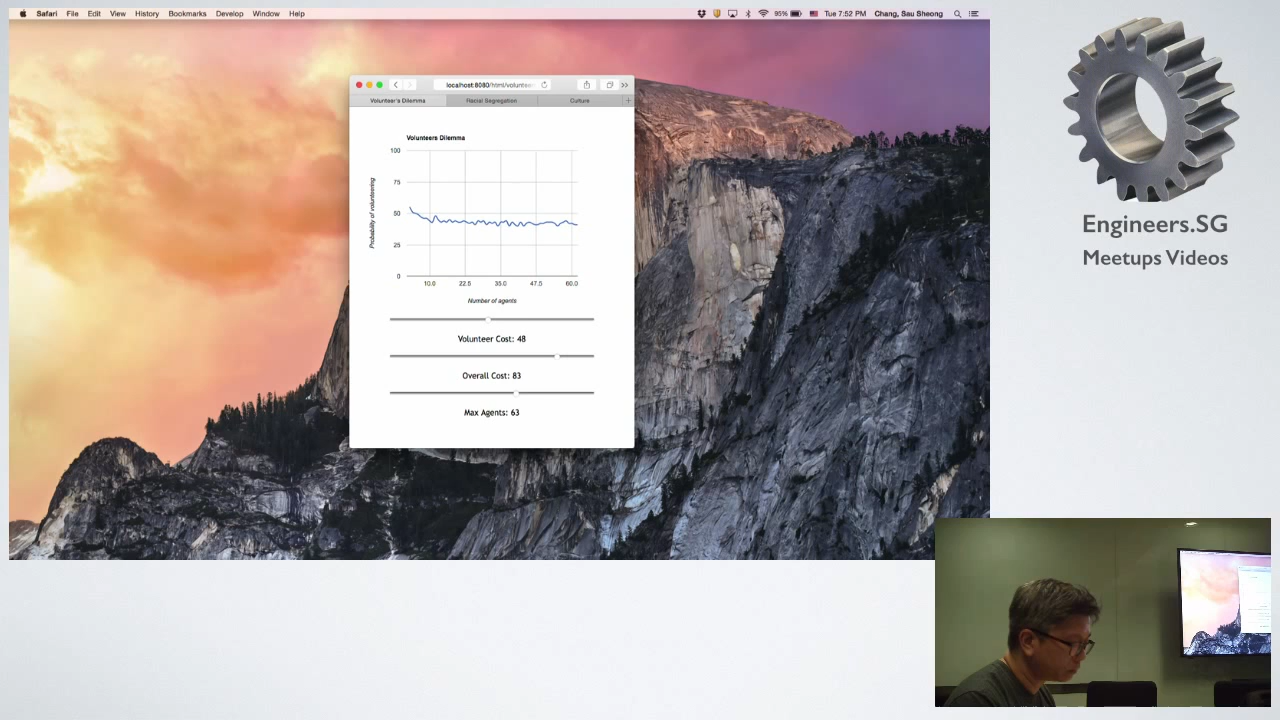 Safari File Edit View History Bookmarks Develop Window Help
95% Tue 7:52 PM Chang, Sau Sheong
localhost:8080/html/volunteer
Volunteer's Dilemma Racial Segregation Culture +
Volunteers Dilemma
100
75
50
25
0
Probability of volunteering
10.0 22.5 35.0 47.5 60.0
Number of agents
Volunteer Cost: 48
Overall Cost: 83
Max Agents: 63
Engineers.SG
Meetups Videos